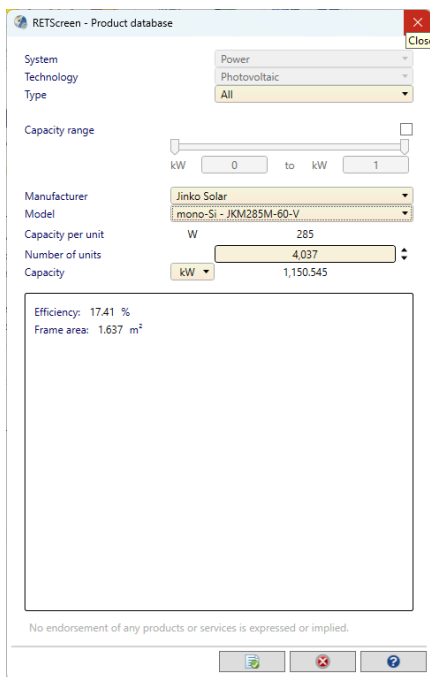 RETScreen - Product database
Close
System Power
Technology Photovoltaic
Type All
Capacity range
kW 0 to kW 1
Manufacturer Jinko Solar
Model mono-Si - JKM285M-60-V
Capacity per unit W 285
Number of units 4,037
Capacity kW 1,150.545
Efficiency: 17.41 %
Frame area: 1.637 m²
No endorsement of any products or services is expressed or implied.